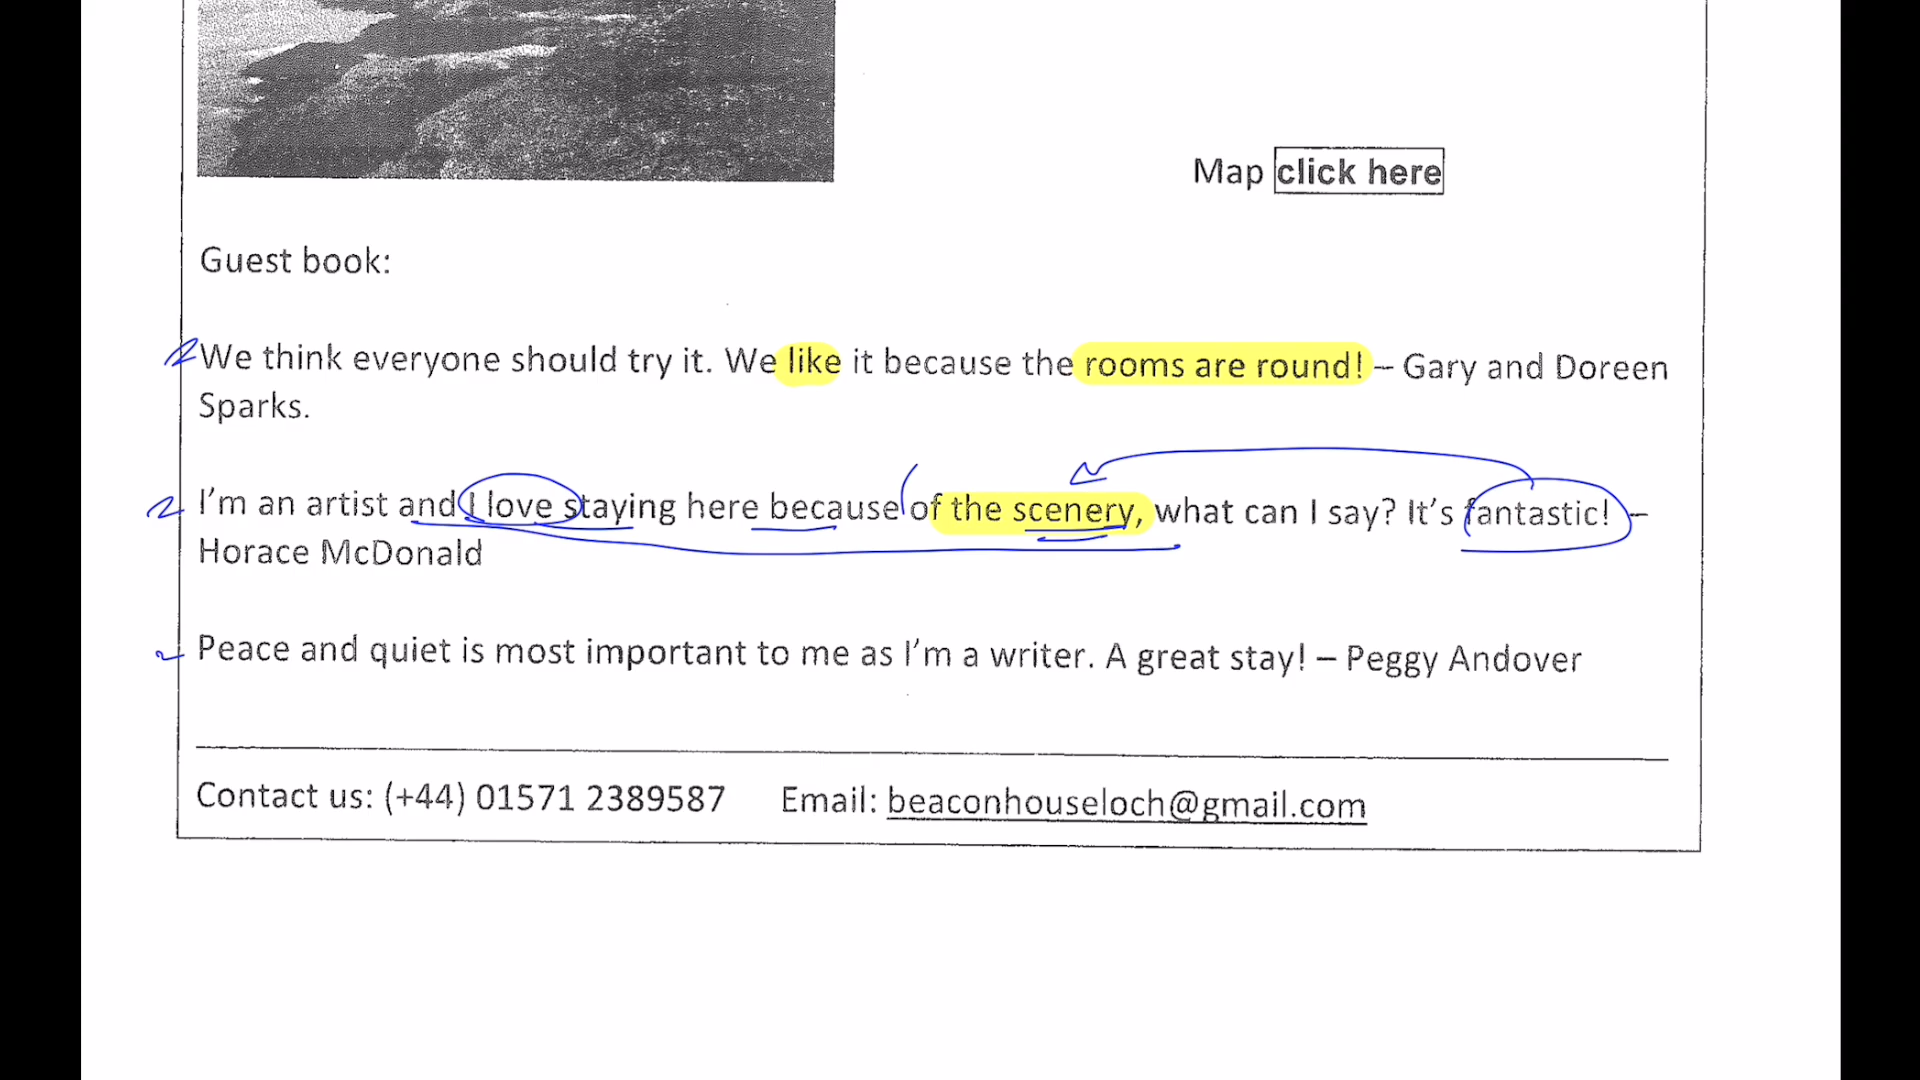 Map click here
Guest book:
We think everyone should try it. We like it because the rooms are round! – Gary and Doreen
Sparks.
I'm an artist and I love staying here because of the scenery, what can I say? It's fantastic! –
Horace McDonald
Peace and quiet is most important to me as I'm a writer. A great stay! – Peggy Andover
Contact us: (+44) 01571 2389587 Email: beaconhouseloch@gmail.com